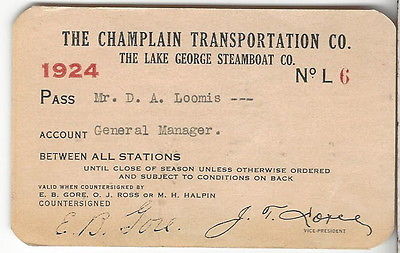 THE CHAMPLAIN TRANSPORTATION CO.
THE LAKE GEORGE STEAMBOAT CO.
1924
Nº L 6
PASS Mr. D. A. Loomis ---
ACCOUNT General Manager.
BETWEEN ALL STATIONS
UNTIL CLOSE OF SEASON UNLESS OTHERWISE ORDERED
AND SUBJECT TO CONDITIONS ON BACK
VALID WHEN COUNTERSIGNED BY
E. B. GORE, O. J. ROSS OR M. H. HALPIN
COUNTERSIGNED
E. B. Gore. J. T. Loree
VICE-PRESIDENT